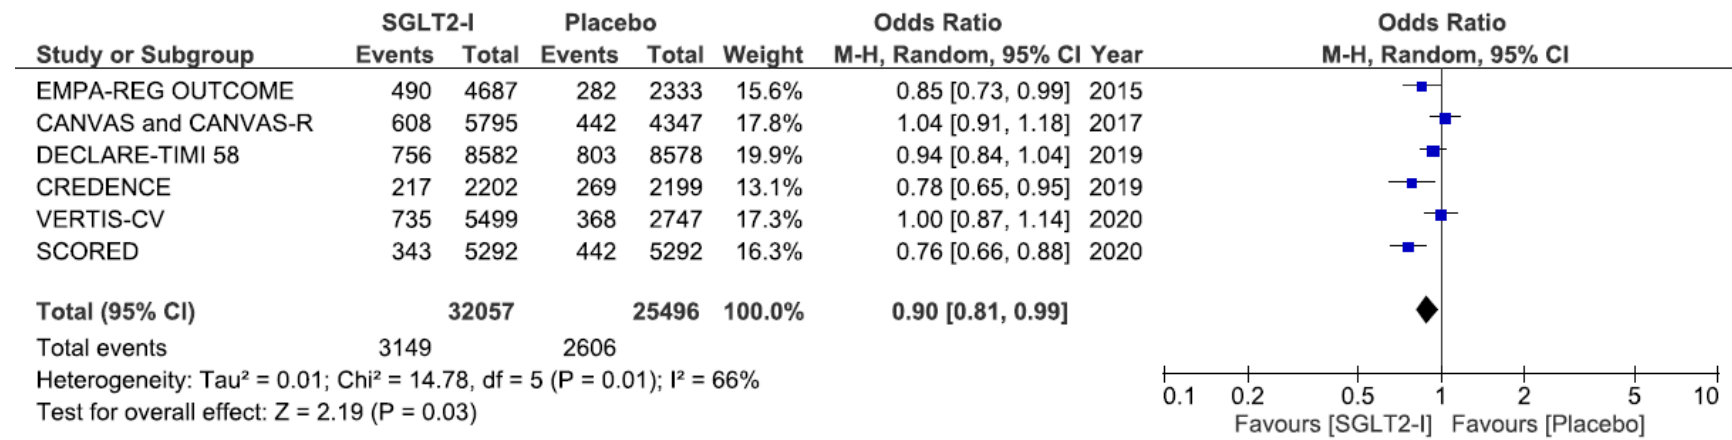 SGLT2-I Placebo Odds Ratio Odds Ratio
Study or Subgroup Events Total Events Total Weight M-H, Random, 95% CI Year M-H, Random, 95% CI
EMPA-REG OUTCOME 490 4687 282 2333 15.6% 0.85 [0.73, 0.99] 2015
CANVAS and CANVAS-R 608 5795 442 4347 17.8% 1.04 [0.91, 1.18] 2017
DECLARE-TIMI 58 756 8582 803 8578 19.9% 0.94 [0.84, 1.04] 2019
CREDENCE 217 2202 269 2199 13.1% 0.78 [0.65, 0.95] 2019
VERTIS-CV 735 5499 368 2747 17.3% 1.00 [0.87, 1.14] 2020
SCORED 343 5292 442 5292 16.3% 0.76 [0.66, 0.88] 2020
Total (95% CI) 32057 25496 100.0% 0.90 [0.81, 0.99]
Total events 3149 2606
Heterogeneity: Tau² = 0.01; Chi² = 14.78, df = 5 (P = 0.01); I² = 66%
Test for overall effect: Z = 2.19 (P = 0.03)
0.1 0.2 0.5 1 2 5 10
Favours [SGLT2-I] Favours [Placebo]